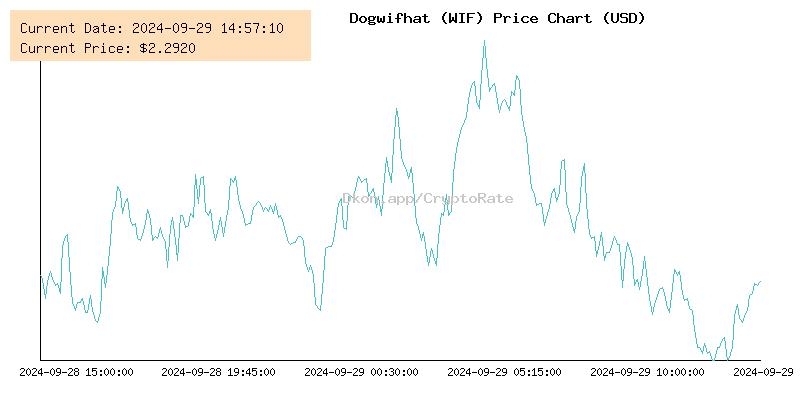 Dogwifhat (WIF) Price Chart (USD)
Current Date: 2024-09-29 14:57:10
Current Price: $2.2920
Dkon.app/CryptoRate
2024-09-28 15:00:00
2024-09-28 19:45:00
2024-09-29 00:30:00
2024-09-29 05:15:00
2024-09-29 10:00:00
2024-09-29